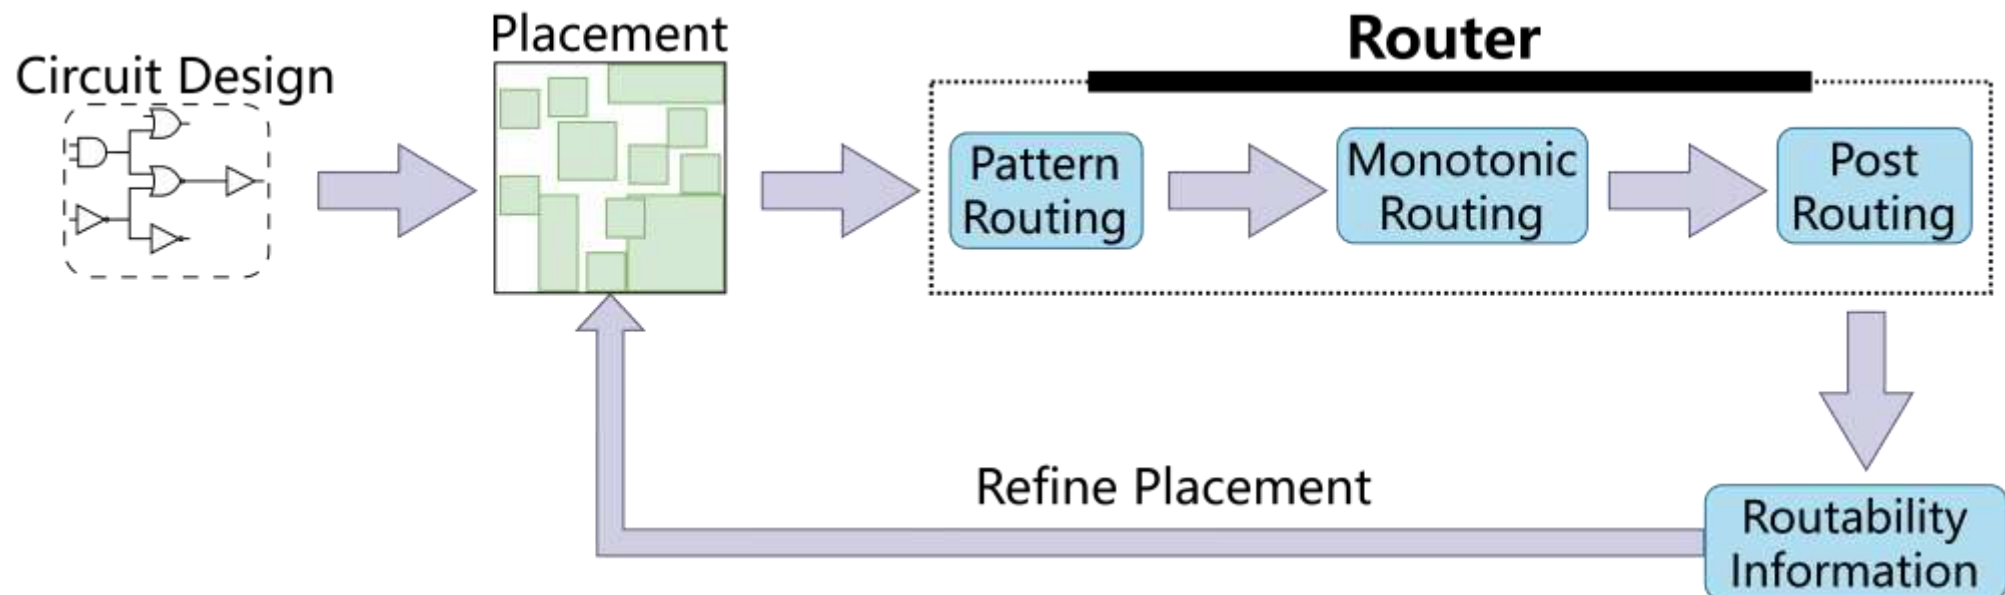 Circuit Design
Placement
Router
Pattern
Routing
Monotonic
Routing
Post
Routing
Refine Placement
Routability
Information